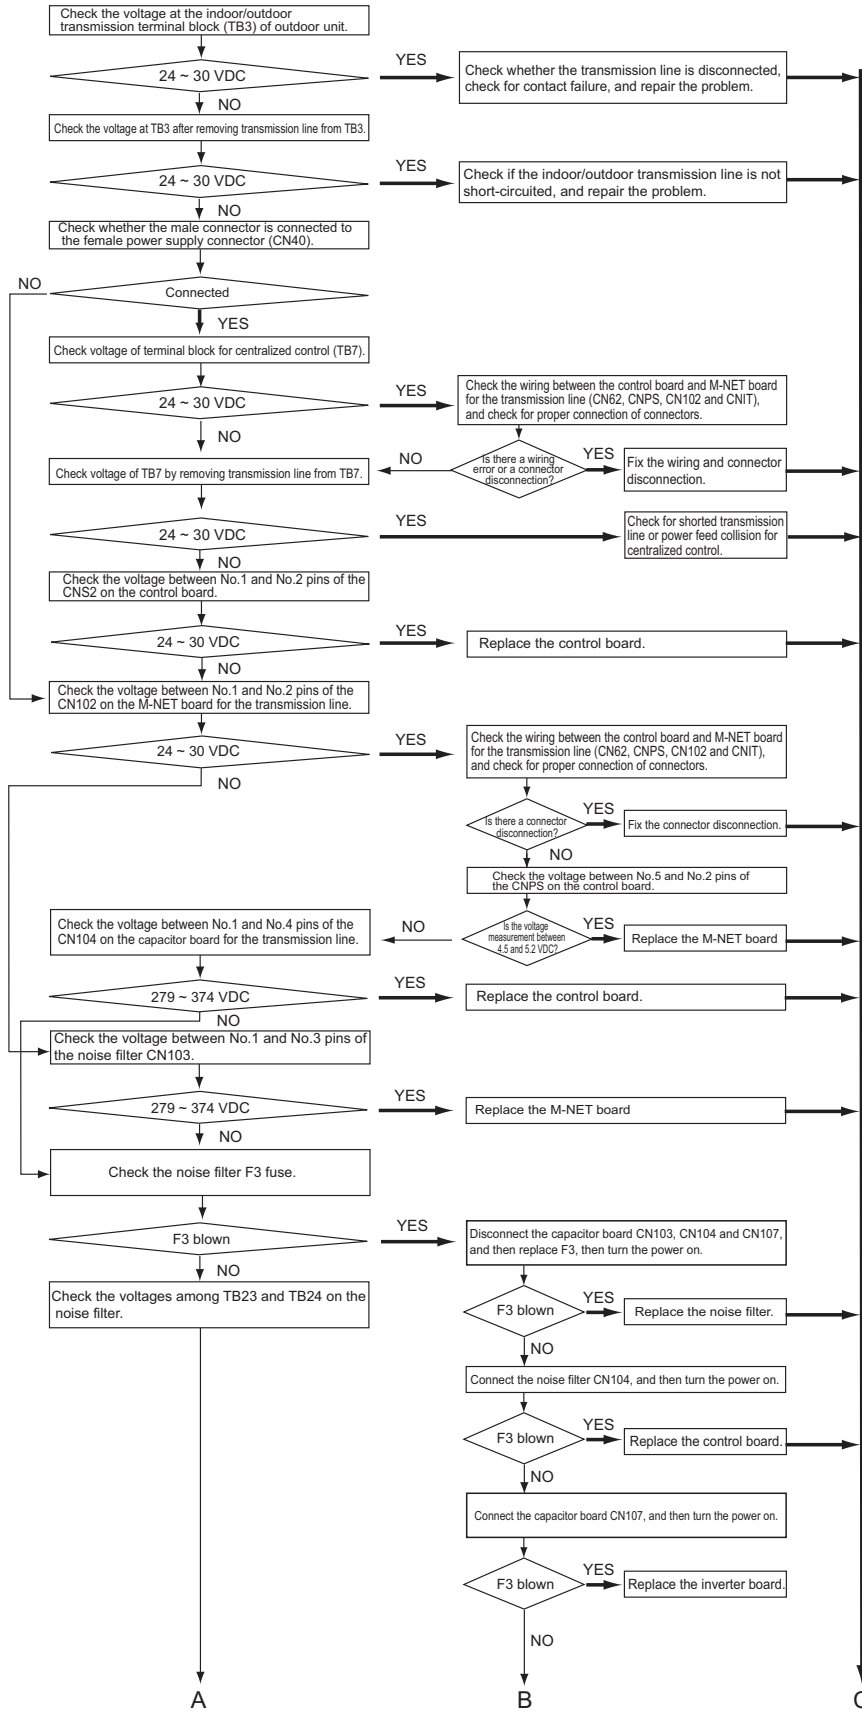 Check the voltage at the indoor/outdoor
transmission terminal block (TB3) of outdoor unit.
24 ~ 30 VDC
YES
Check whether the transmission line is disconnected,
check for contact failure, and repair the problem.
NO
Check the voltage at TB3 after removing transmission line from TB3.
24 ~ 30 VDC
YES
Check if the indoor/outdoor transmission line is not
short-circuited, and repair the problem.
NO
Check whether the male connector is connected to
the female power supply connector (CN40).
NO
Connected
YES
Check voltage of terminal block for centralized control (TB7).
24 ~ 30 VDC
YES
Check the wiring between the control board and M-NET board
for the transmission line (CN62, CNPS, CN102 and CNIT),
and check for proper connection of connectors.
NO
Is there a wiring
error or a connector
disconnection?
YES
Fix the wiring and connector
disconnection.
NO
Check voltage of TB7 by removing transmission line from TB7.
24 ~ 30 VDC
YES
Check for shorted transmission
line or power feed collision for
centralized control.
NO
Check the voltage between No.1 and No.2 pins of the
CNS2 on the control board.
24 ~ 30 VDC
YES
Replace the control board.
NO
Check the voltage between No.1 and No.2 pins of the
CN102 on the M-NET board for the transmission line.
24 ~ 30 VDC
YES
Check the wiring between the control board and M-NET board
for the transmission line (CN62, CNPS, CN102 and CNIT),
and check for proper connection of connectors.
NO
Is there a connector
disconnection?
YES
Fix the connector disconnection.
NO
Check the voltage between No.5 and No.2 pins of
the CNPS on the control board.
Is the voltage
measurement between
4.5 and 5.2 VDC?
YES
Replace the M-NET board
NO
Check the voltage between No.1 and No.4 pins of the
CN104 on the capacitor board for the transmission line.
279 ~ 374 VDC
YES
Replace the control board.
NO
Check the voltage between No.1 and No.3 pins of
the noise filter CN103.
279 ~ 374 VDC
YES
Replace the M-NET board
NO
Check the noise filter F3 fuse.
F3 blown
YES
Disconnect the capacitor board CN103, CN104 and CN107,
and then replace F3, then turn the power on.
NO
Check the voltages among TB23 and TB24 on the
noise filter.
F3 blown
YES
Replace the noise filter.
NO
Connect the noise filter CN104, and then turn the power on.
F3 blown
YES
Replace the control board.
NO
Connect the capacitor board CN107, and then turn the power on.
F3 blown
YES
Replace the inverter board.
NO
A
B
C